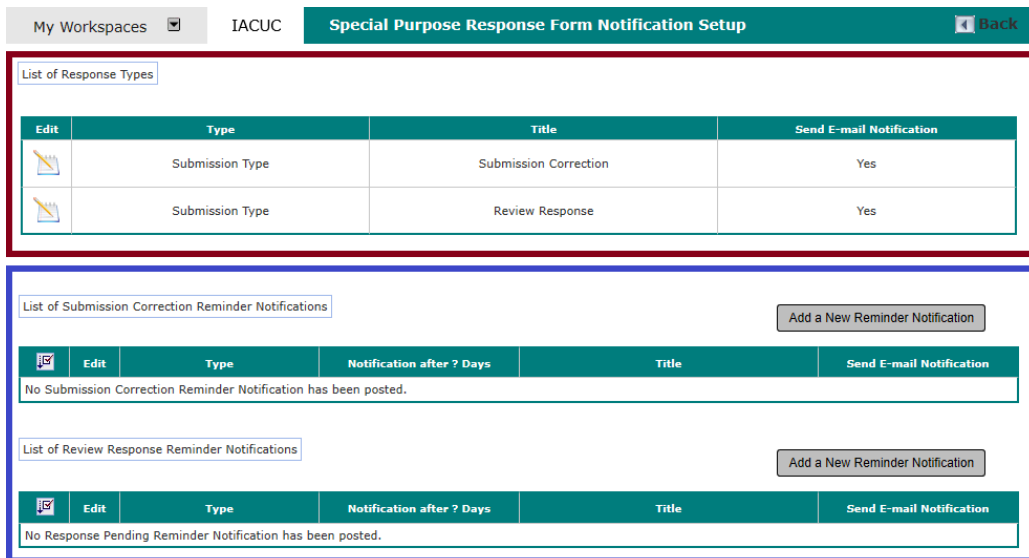 My Workspaces IACUC Special Purpose Response Form Notification Setup Back
List of Response Types
Edit Type Title Send E-mail Notification
Submission Type Submission Correction Yes
Submission Type Review Response Yes
List of Submission Correction Reminder Notifications
Add a New Reminder Notification
Edit Type Notification after ? Days Title Send E-mail Notification
No Submission Correction Reminder Notification has been posted.
List of Review Response Reminder Notifications
Add a New Reminder Notification
Edit Type Notification after ? Days Title Send E-mail Notification
No Response Pending Reminder Notification has been posted.